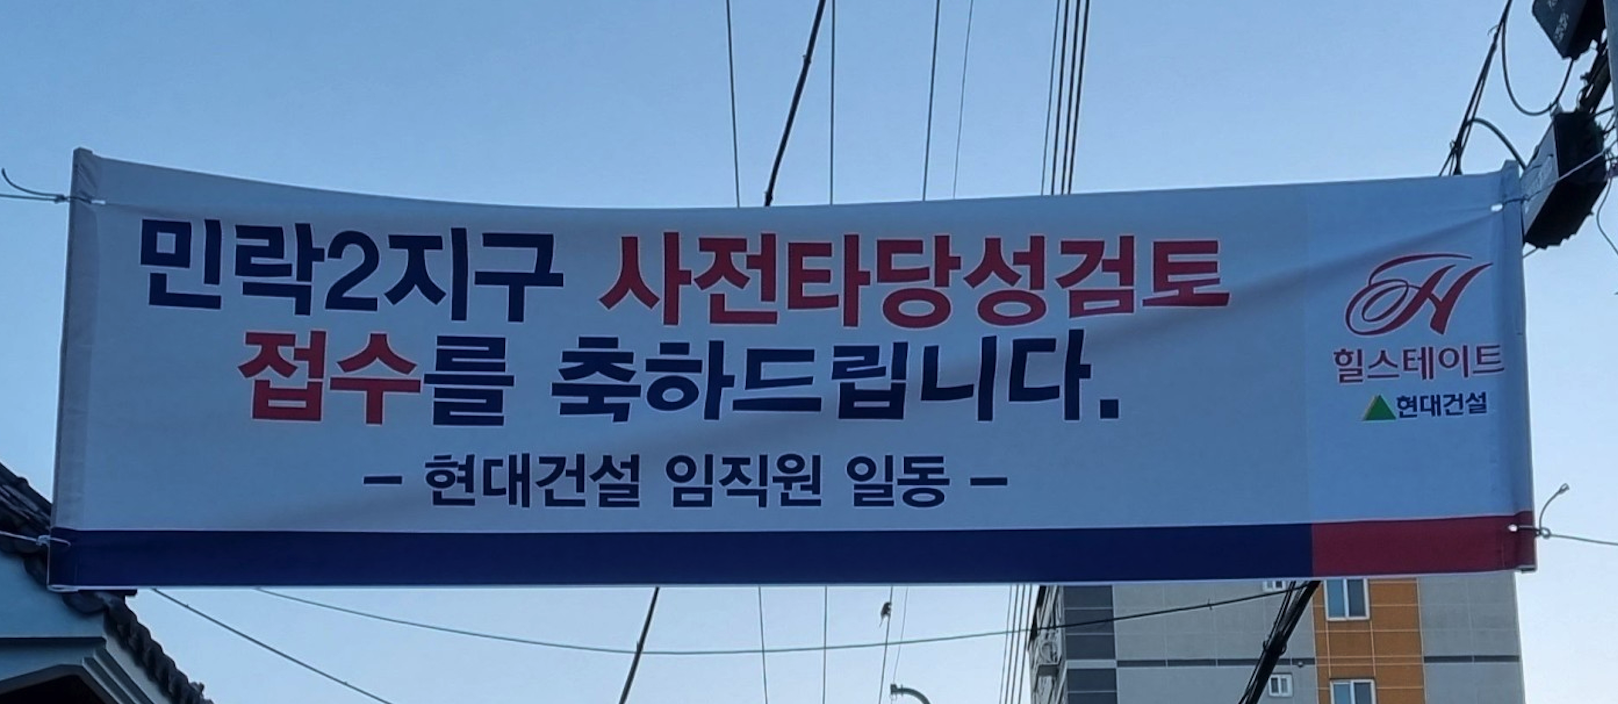 민락2지구 사전타당성검토
접수를 축하드립니다.
- 현대건설 임직원 일동 -
힐스테이트
현대건설